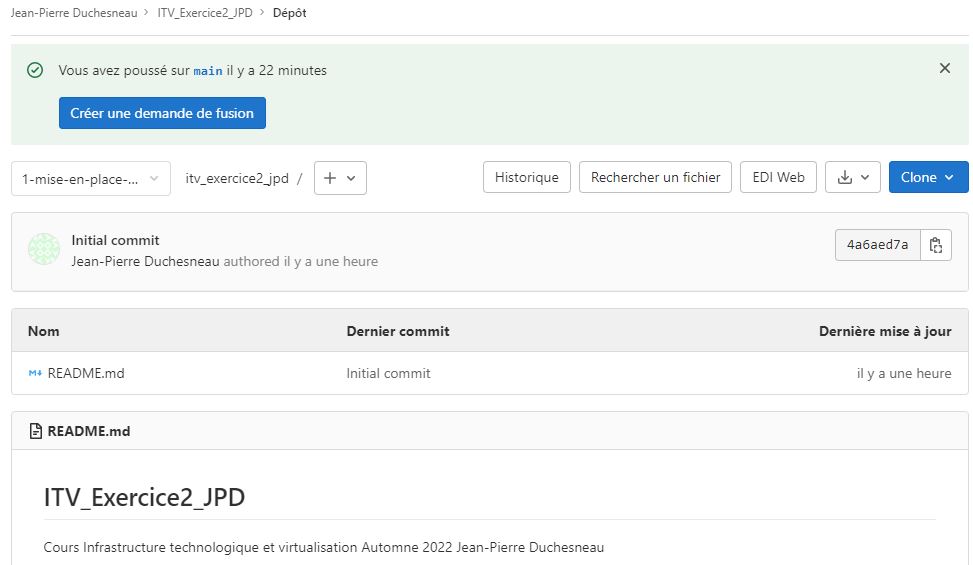 Jean-Pierre Duchesneau > ITV_Exercice2_JPD > Dépôt
Vous avez poussé sur main il y a 22 minutes
Créer une demande de fusion
1-mise-en-place-... itv_exercice2_jpd / + Historique Rechercher un fichier EDI Web Clone
Initial commit
Jean-Pierre Duchesneau authored il y a une heure
4a6aed7a
Nom Dernier commit Dernière mise à jour
M↓ README.md Initial commit il y a une heure
README.md
ITV_Exercice2_JPD
Cours Infrastructure technologique et virtualisation Automne 2022 Jean-Pierre Duchesneau